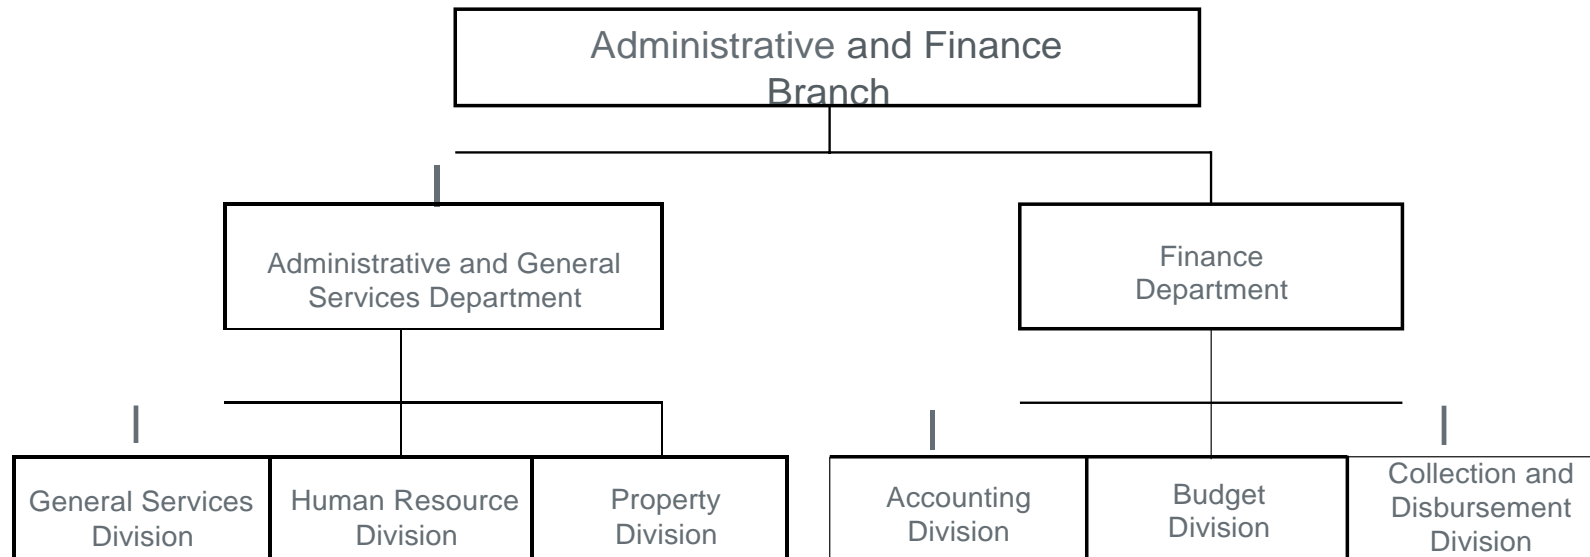 Administrative and Finance
Branch
Administrative and General
Services Department
Finance
Department
General Services
Division
Human Resource
Division
Property
Division
Accounting
Division
Budget
Division
Collection and
Disbursement
Division